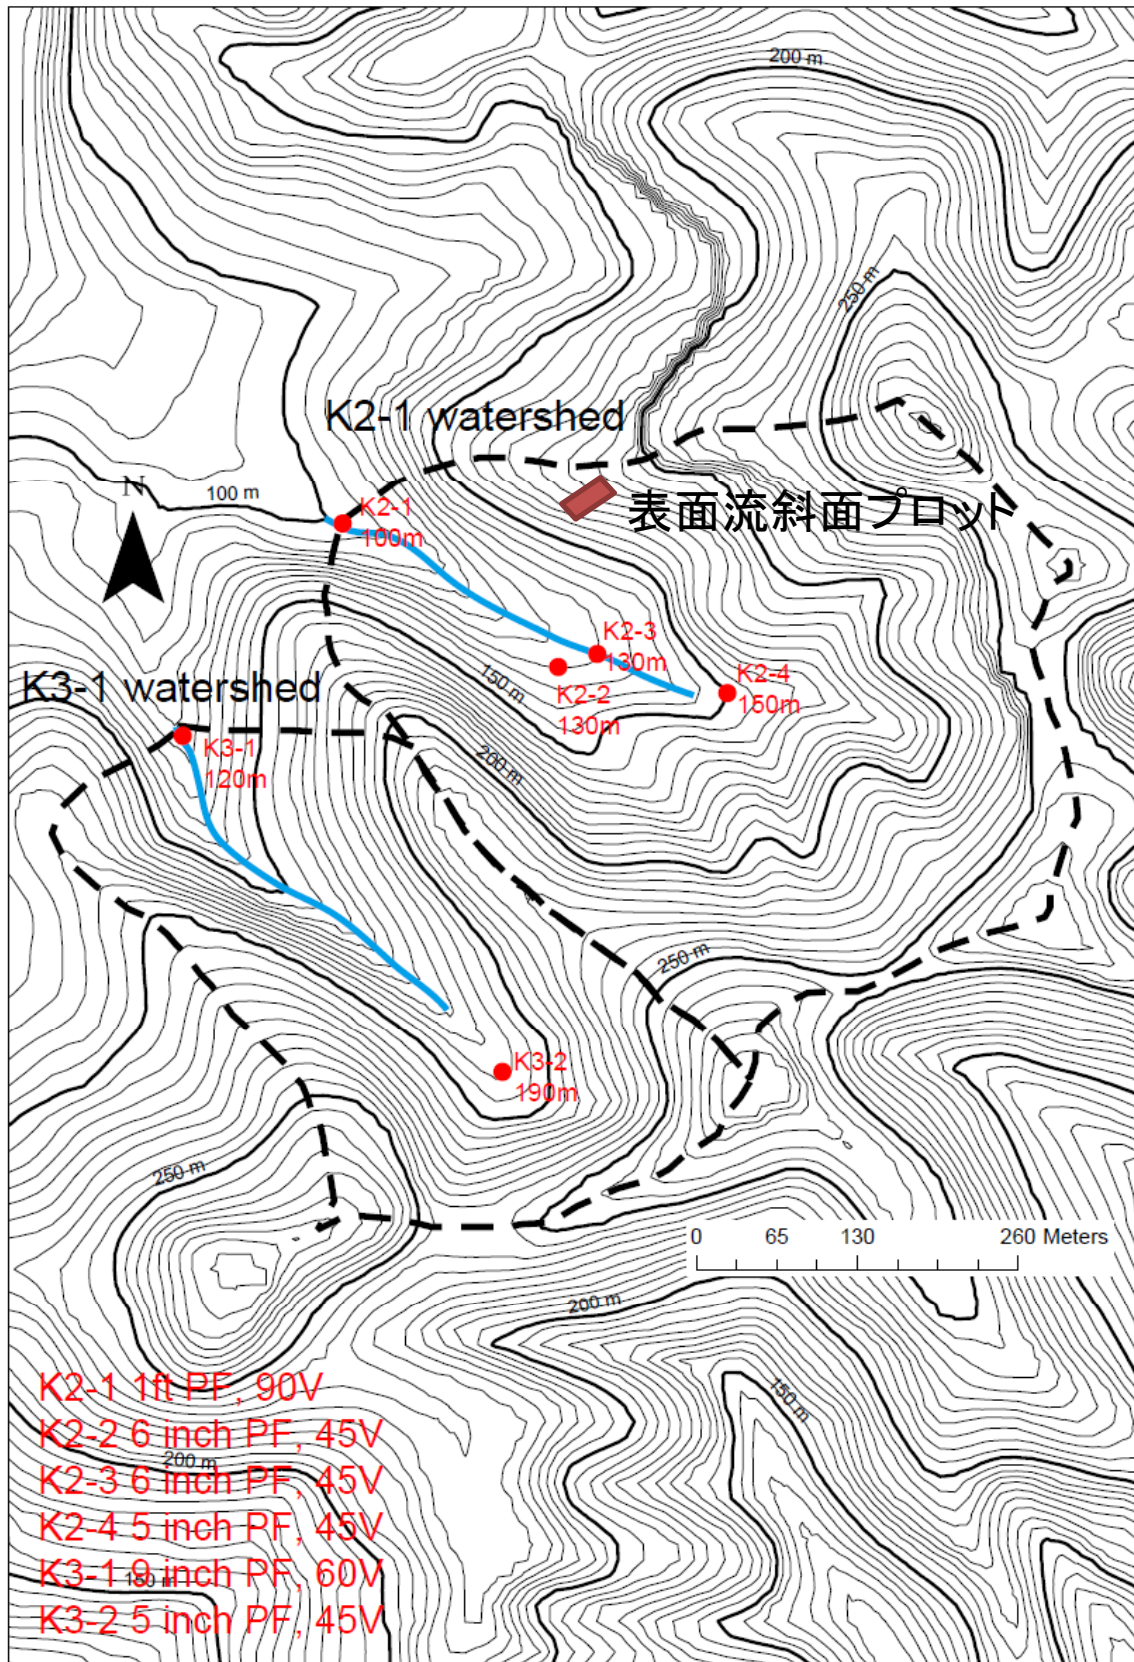 200 m
250 m
K2-1 watershed
N
100 m
K2-1
100m
表面流斜面プロット
K2-3
130m
K2-2
130m
K2-4
150m
150 m
K3-1 watershed
K3-1
120m
200 m
250 m
K3-2
190m
250 m
0 65 130 260 Meters
200 m
150 m
K2-1 1ft PF, 90V
K2-2 6 inch PF, 45V
200 m
K2-3 6 inch PF, 45V
K2-4 5 inch PF, 45V
K3-1 9 inch PF, 60V
150 m
K3-2 5 inch PF, 45V